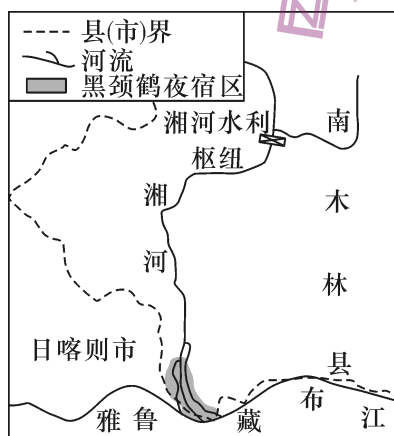 县(市)界
河流
黑颈鹤夜宿区
湘河水利
枢纽
南木林县
湘河
日喀则市
雅鲁藏布江